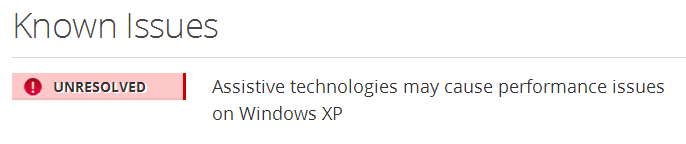 Known Issues
UNRESOLVED
Assistive technologies may cause performance issues
on Windows XP